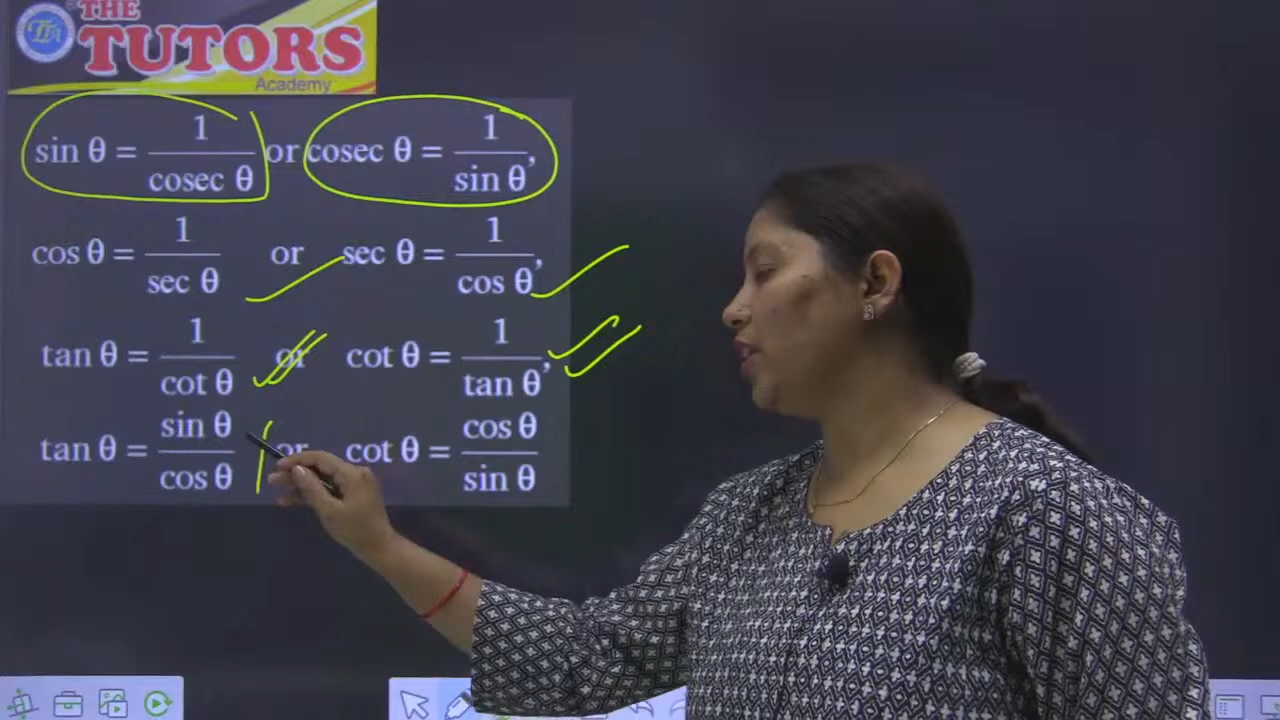 THE
TUTORS
Academy
sin θ = 1/cosec θ or cosec θ = 1/sin θ,
cos θ = 1/sec θ or sec θ = 1/cos θ,
tan θ = 1/cot θ or cot θ = 1/tan θ,
tan θ = sin θ/cos θ or cot θ = cos θ/sin θ